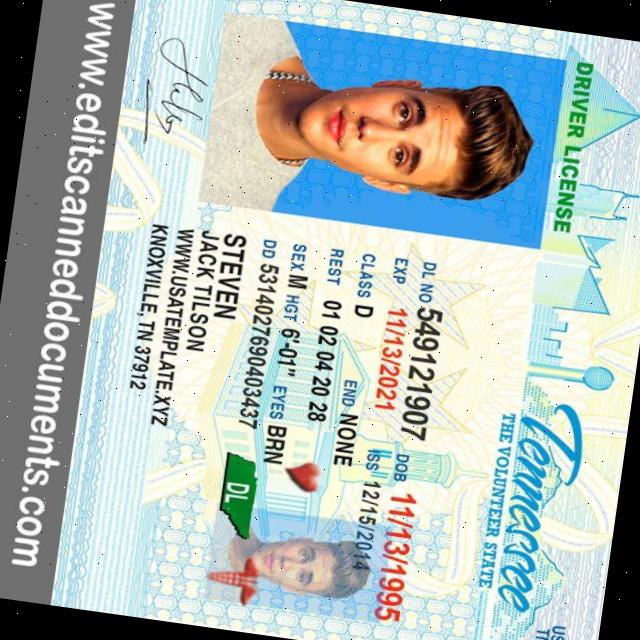 DRIVER LICENSE
Tennessee
THE VOLUNTEER STATE
DL NO 549121907
EXP 11/13/2021 DOB 11/13/1995
CLASS D END NONE ISS 12/15/2014
REST 01 02 04 20 28
SEX M HGT 6'-01" EYES BRN
DD 5314027690403437
STEVEN
JACK TILSON
WWW.USATEMPLATE.XYZ
KNOXVILLE, TN 37912
DL
www.editscanneddocuments.com